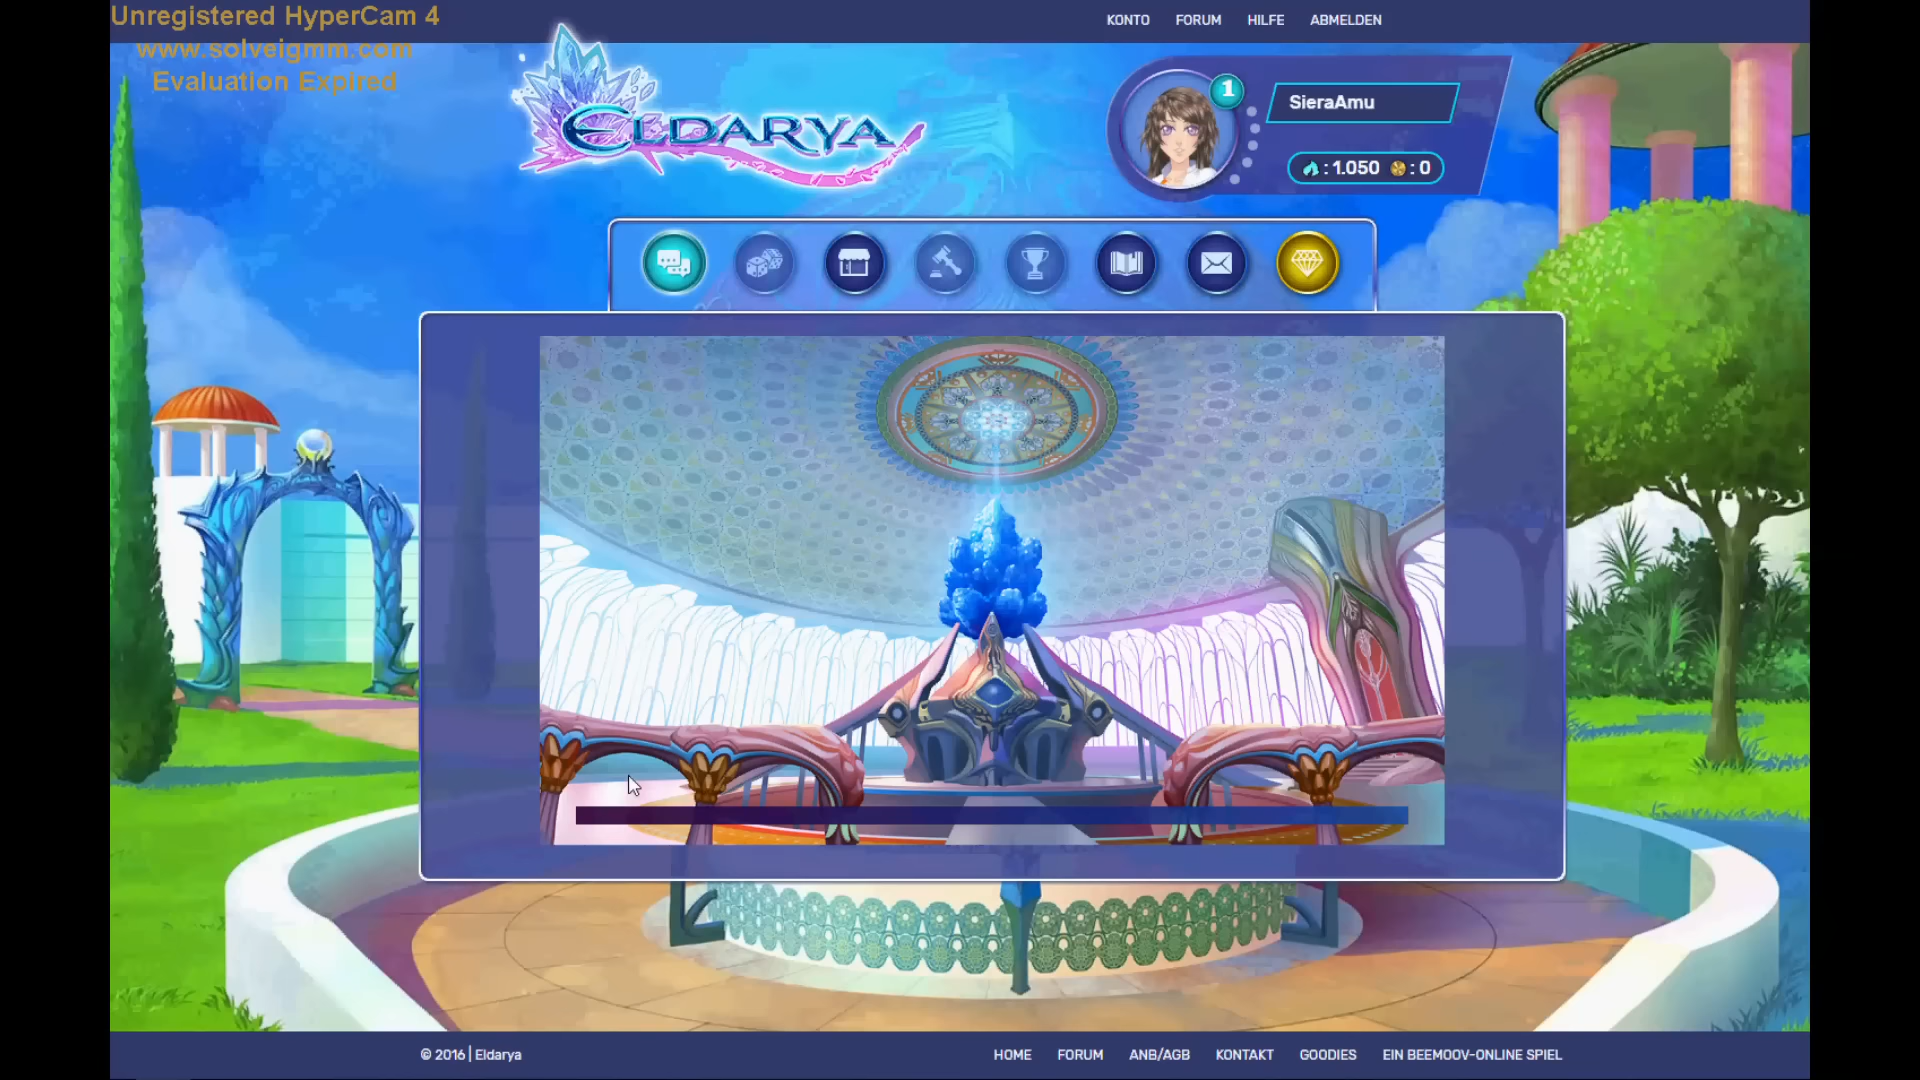 Unregistered HyperCam 4
www.solveigmm.com
Evaluation Expired
KONTO FORUM HILFE ABMELDEN
ELDARYA
1
SieraAmu
: 1.050 : 0
© 2016 | Eldarya
HOME FORUM ANB/AGB KONTAKT GOODIES EIN BEEMOOV-ONLINE SPIEL